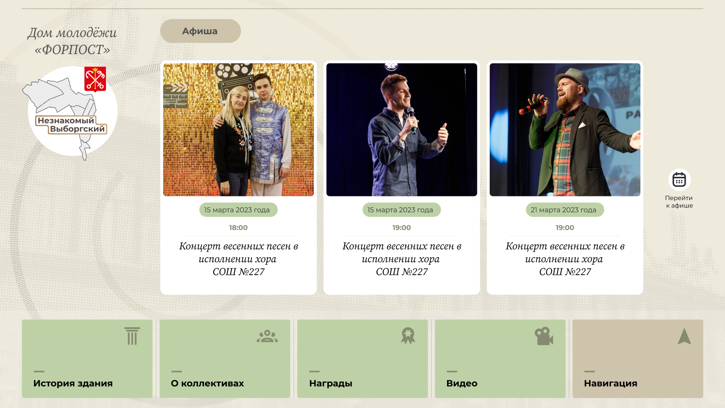 Дом молодёжи
«ФОРПОСТ»
Незнакомый
Выборгский
Афиша
15 марта 2023 года
18:00
Концерт весенних песен в
исполнении хора
СОШ №227
15 марта 2023 года
19:00
Концерт весенних песен в
исполнении хора
СОШ №227
РА
21 марта 2023 года
19:00
Концерт весенних песен в
исполнении хора
СОШ №227
Перейти
к афише
История здания
О коллективах
Награды
Видео
Навигация